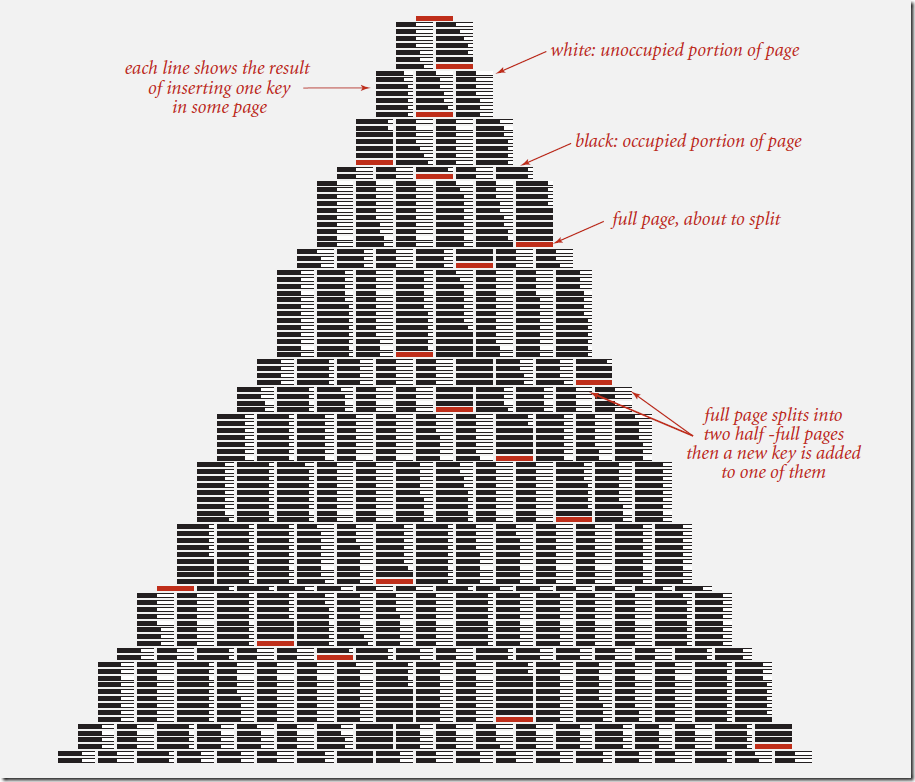 white: unoccupied portion of page
each line shows the result
of inserting one key
in some page
black: occupied portion of page
full page, about to split
full page splits into
two half -full pages
then a new key is added
to one of them